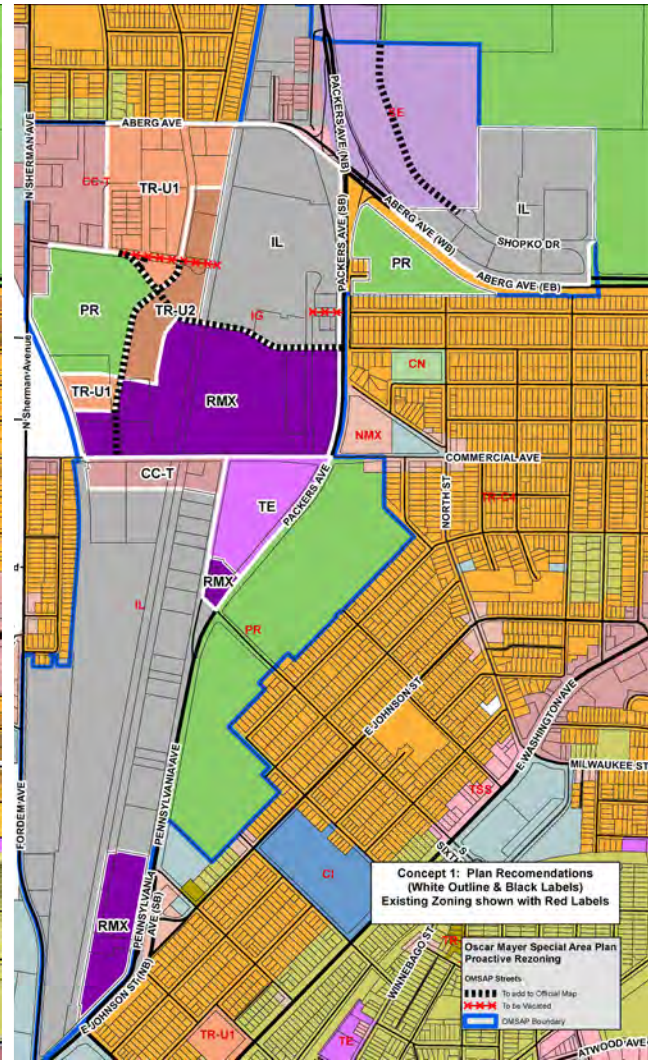 N SHERMAN AVE
ABERG AVE
PACKERS AVE (NB)
SE
CC-T
TR-U1
IL
PACKERS AVE (SB)
ABERG AVE (WB)
IL
SHOPKO DR
PR
ABERG AVE (EB)
PR
TR-U2
IG
N Sherman Avenue
CN
TR-U1
RMX
NMX
COMMERCIAL AVE
CC-T
TE
PACKERS AVE
NORTH ST
d
RMX
IL
PR
E JOHNSON ST
E WASHINGTON AVE
MILWAUKEE ST
FORDEM AVE
PENNSYLVANIA AVE
TSS
CI
Concept 1: Plan Recomendations
(White Outline & Black Labels)
Existing Zoning shown with Red Labels
RMX
PENNSYLVANIA
AVE (SB)
E JOHNSON ST (NB)
WINNEBAGO ST
Oscar Mayer Special Area Plan
Proactive Rezoning
OMSAP Streets
To add to Official Map
To be Vacated
OMSAP Boundary
TR-U1
TE
ATWOOD AVE